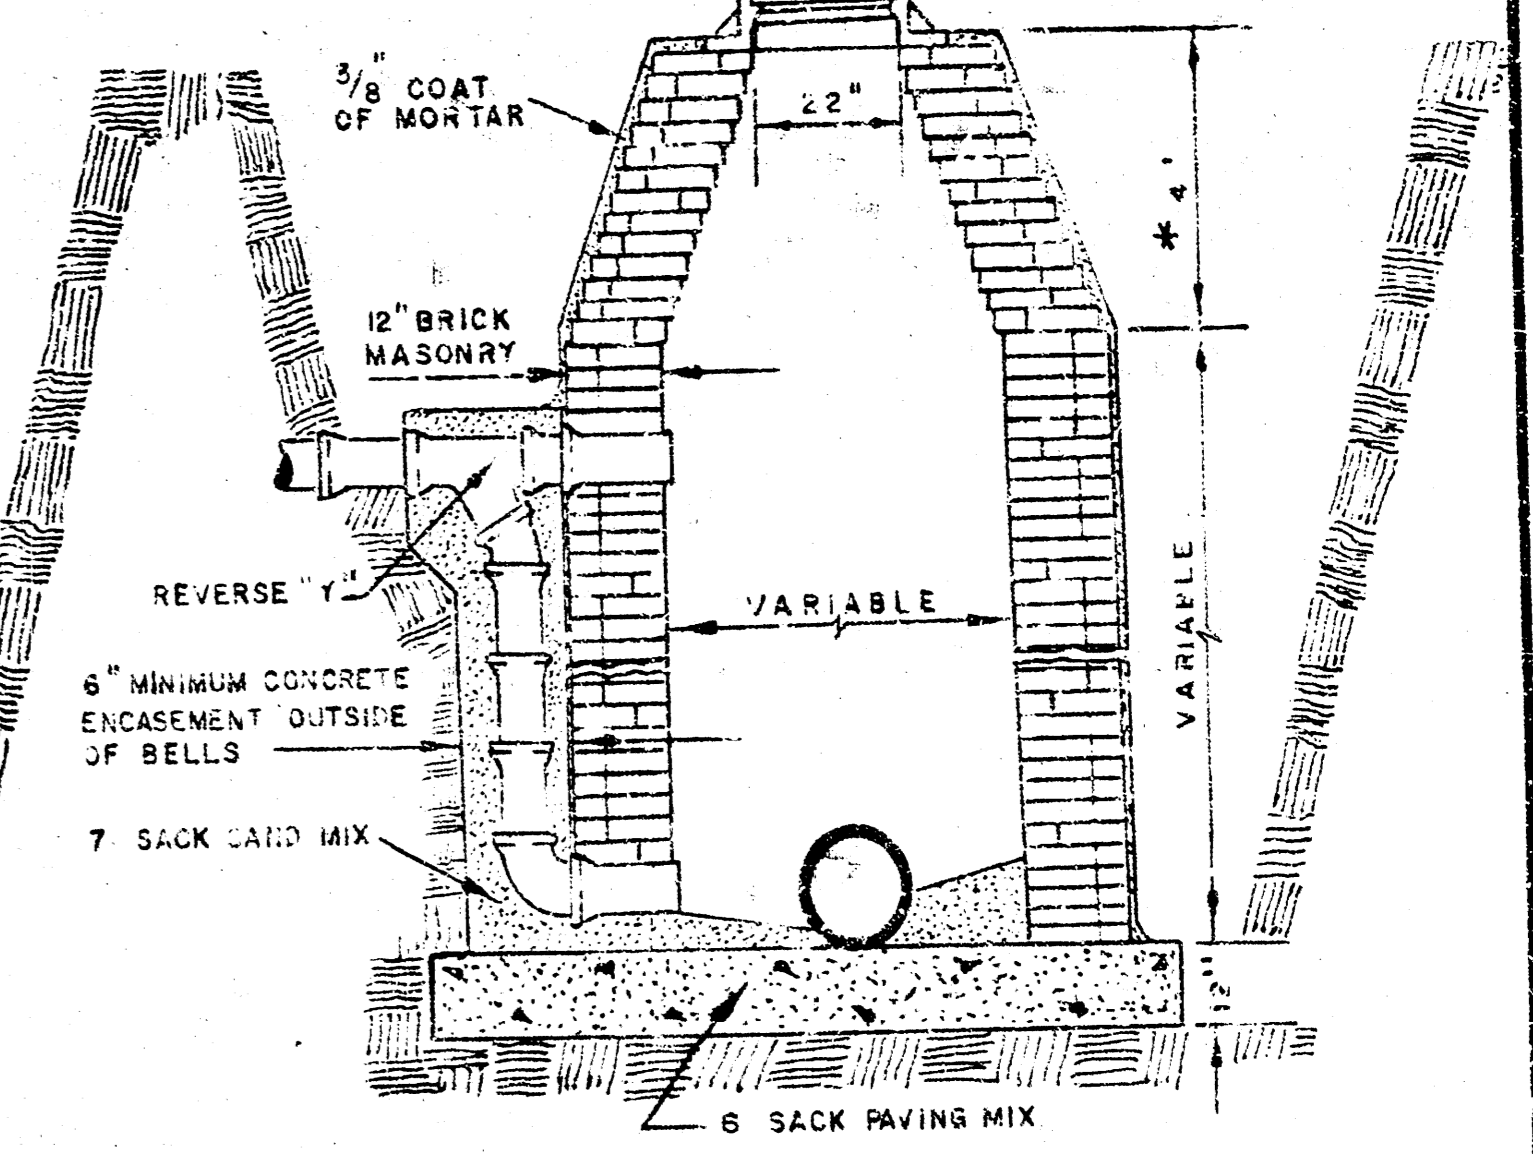 3/8" COAT
OF MORTAR
22"
* 4'
12" BRICK
MASONRY
REVERSE "Y"
VARIABLE
VARIABLE
6" MINIMUM CONCRETE
ENCASEMENT OUTSIDE
OF BELLS
7 SACK SAND MIX
12"
6 SACK PAVING MIX